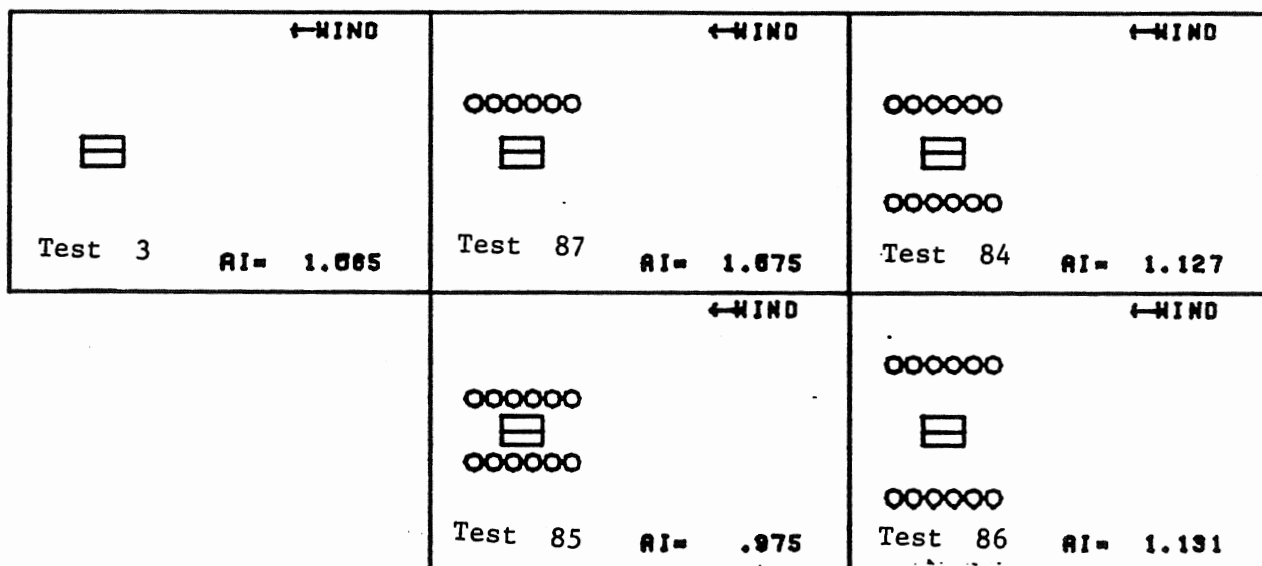 ←WIND
Test 3 AI= 1.065
←WIND
Test 87 AI= 1.075
←WIND
Test 84 AI= 1.127
←WIND
Test 85 AI= .975
←WIND
Test 86 AI= 1.131